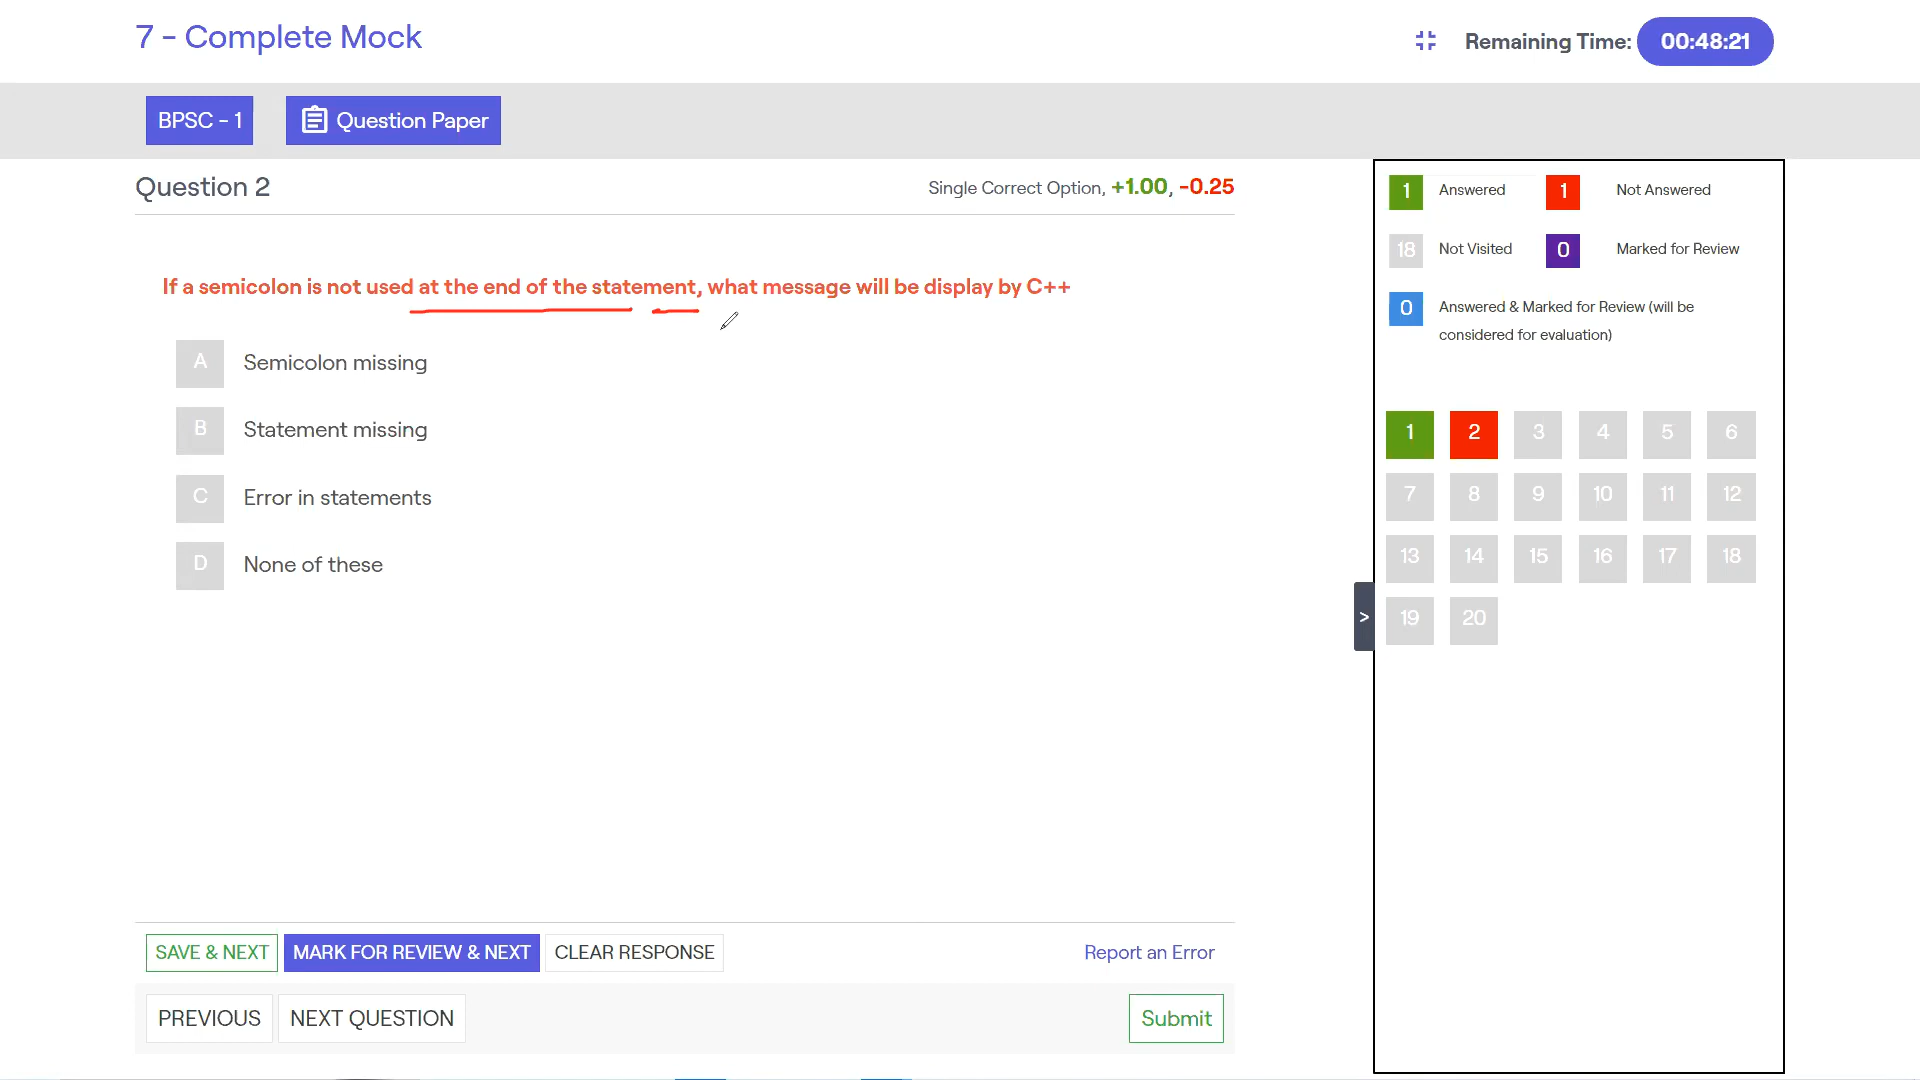 7 - Complete Mock
Remaining Time: 00:48:21
BPSC - 1
Question Paper
Question 2
Single Correct Option, +1.00, -0.25
If a semicolon is not used at the end of the statement, what message will be display by C++
A Semicolon missing
B Statement missing
C Error in statements
D None of these
SAVE & NEXT
MARK FOR REVIEW & NEXT
CLEAR RESPONSE
Report an Error
PREVIOUS
NEXT QUESTION
Submit
1 Answered
1 Not Answered
18 Not Visited
0 Marked for Review
0 Answered & Marked for Review (will be
considered for evaluation)
1 2 3 4 5 6
7 8 9 10 11 12
13 14 15 16 17 18
> 19 20